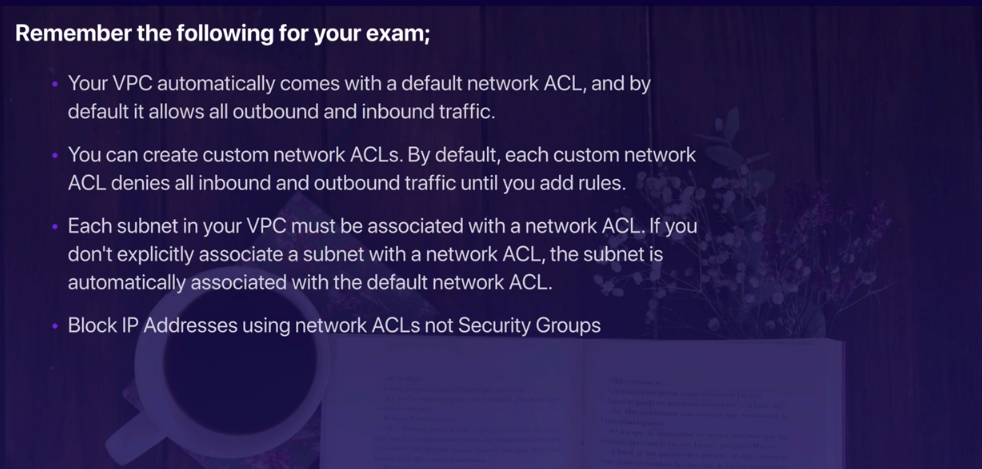 Remember the following for your exam;
• Your VPC automatically comes with a default network ACL, and by
default it allows all outbound and inbound traffic.
• You can create custom network ACLs. By default, each custom network
ACL denies all inbound and outbound traffic until you add rules.
• Each subnet in your VPC must be associated with a network ACL. If you
don't explicitly associate a subnet with a network ACL, the subnet is
automatically associated with the default network ACL.
• Block IP Addresses using network ACLs not Security Groups